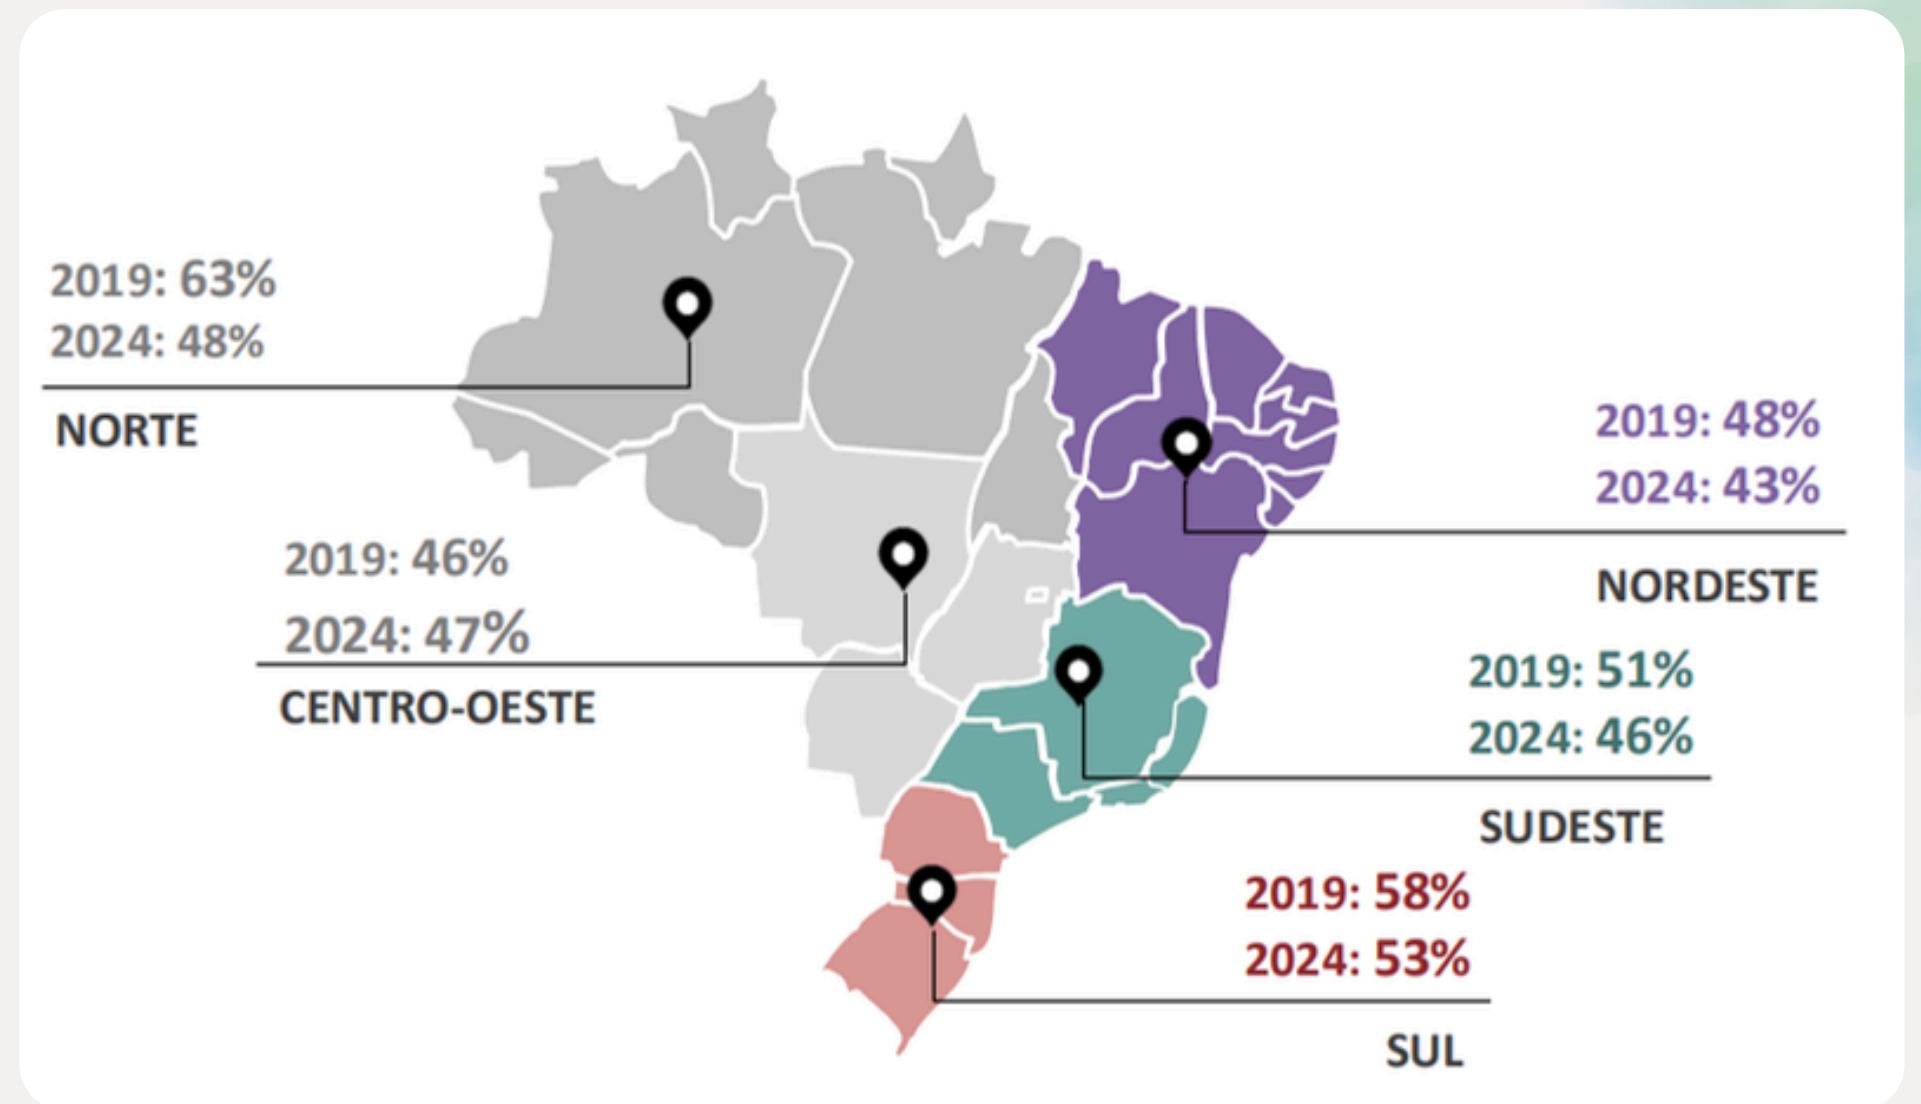 2019: 63%
2024: 48%
NORTE
2019: 48%
2024: 43%
NORDESTE
2019: 46%
2024: 47%
CENTRO-OESTE
2019: 51%
2024: 46%
SUDESTE
2019: 58%
2024: 53%
SUL